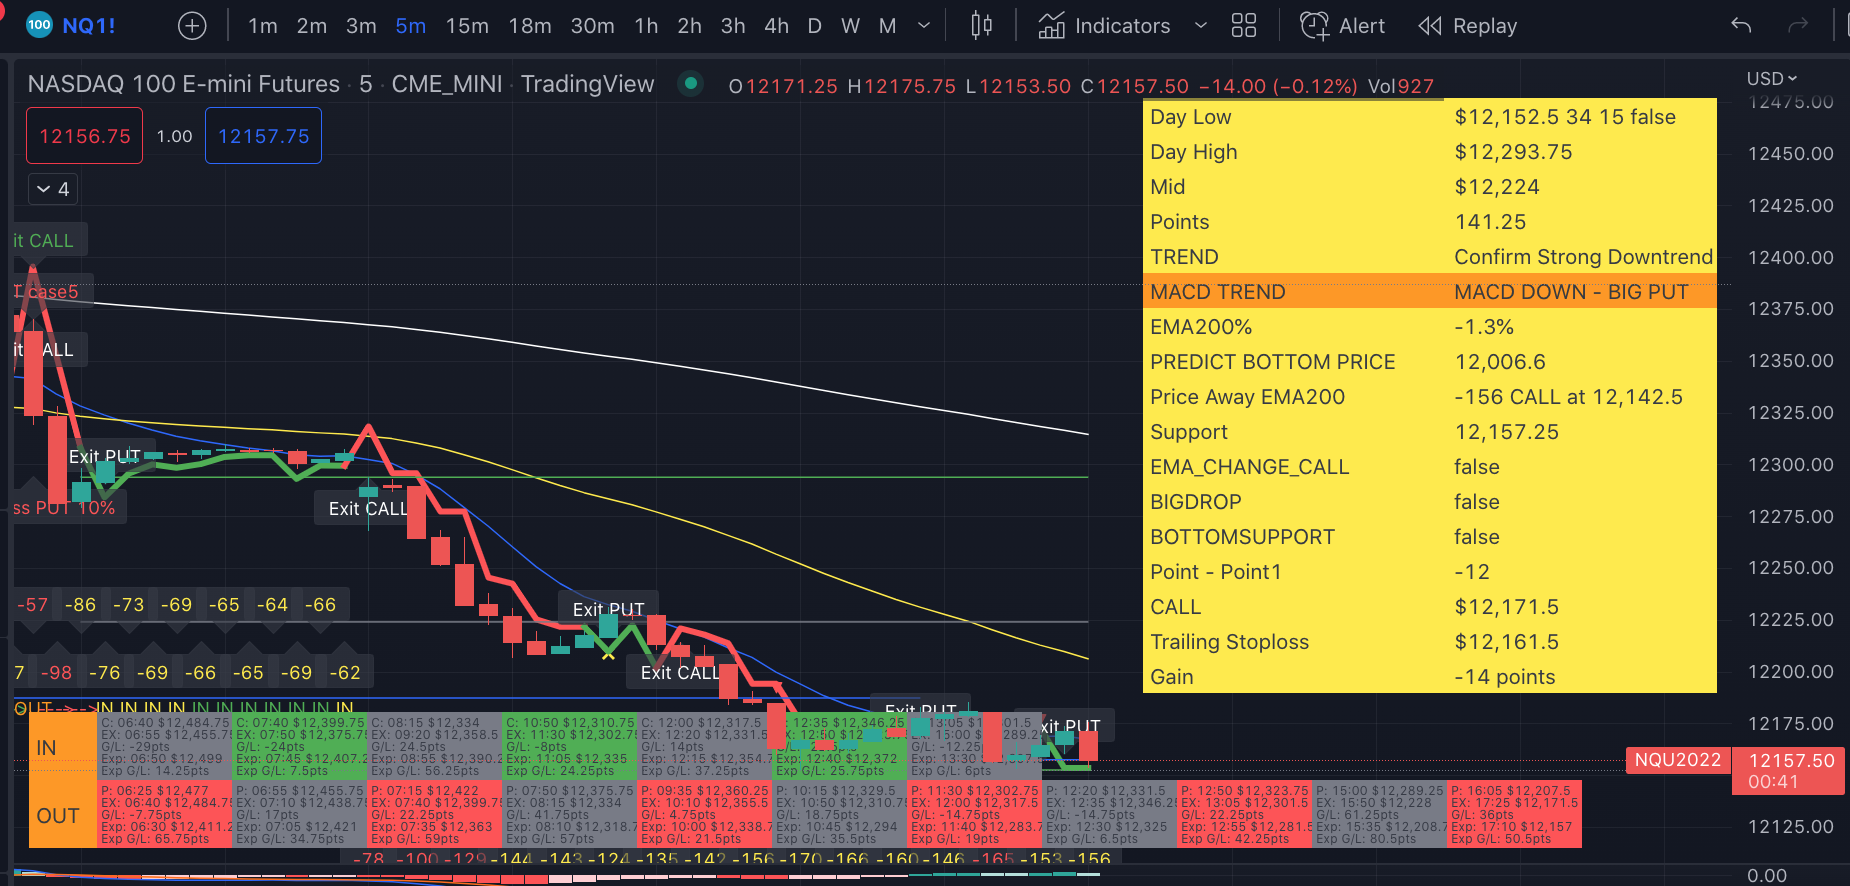 100 NQ1! 1m 2m 3m 5m 15m 18m 30m 1h 2h 3h 4h D W M Indicators Alert Replay
NASDAQ 100 E-mini Futures · 5 · CME_MINI · TradingView O12171.25 H12175.75 L12153.50 C12157.50 −14.00 (−0.12%) Vol927
USD
12475.00
12156.75 1.00 12157.75
4
Day Low $12,152.5 34 15 false
Day High $12,293.75
Mid $12,224
Points 141.25
TREND Confirm Strong Downtrend
MACD TREND MACD DOWN - BIG PUT
EMA200% -1.3%
PREDICT BOTTOM PRICE 12,006.6
Price Away EMA200 -156 CALL at 12,142.5
Support 12,157.25
EMA_CHANGE_CALL false
BIGDROP false
BOTTOMSUPPORT false
Point - Point1 -12
CALL $12,171.5
Trailing Stoploss $12,161.5
Gain -14 points
12450.00
12425.00
12400.00
12375.00
12350.00
12325.00
12300.00
12275.00
12250.00
12225.00
12200.00
12175.00
NQU2022 12157.50
00:41
12125.00
0.00
it CALL
case5
it CALL
Exit PUT
ss PUT 10%
Exit CALL
Exit PUT
Exit CALL
Exit PUT
xit PUT
-57 -86 -73 -69 -65 -64 -66
7 -98 -76 -69 -66 -65 -69 -62
OUT IN IN IN IN IN IN IN IN IN IN IN
IN
C: 06:40 $12,484.75
EX: 06:55 $12,455.75
G/L: -29pts
Exp: 06:50 $12,499
Exp G/L: 14.25pts
C: 07:40 $12,399.75
EX: 07:50 $12,375.75
G/L: -24pts
Exp: 07:45 $12,407.2
Exp G/L: 7.5pts
C: 08:15 $12,334
EX: 09:20 $12,358.5
G/L: 24.5pts
Exp: 08:55 $12,390.2
Exp G/L: 56.25pts
C: 10:50 $12,310.75
EX: 11:30 $12,302.75
G/L: -8pts
Exp: 11:05 $12,335
Exp G/L: 24.25pts
C: 12:00 $12,317.5
EX: 12:20 $12,331.5
G/L: 14pts
Exp: 12:15 $12,354.7
Exp G/L: 37.25pts
12:35 $12,346.25
Exp: 12:40 $12,372
Exp G/L: 25.75pts
13:05
G/L: -12.25
Exp: 13:30
Exp G/L: 6pts
OUT
P: 06:25 $12,477
EX: 06:40 $12,484.75
G/L: -7.75pts
Exp: 06:30 $12,411.2
Exp G/L: 65.75pts
P: 06:55 $12,455.75
EX: 07:10 $12,438.75
G/L: 17pts
Exp: 07:05 $12,421
Exp G/L: 34.75pts
P: 07:15 $12,422
EX: 07:40 $12,399.75
G/L: 22.25pts
Exp: 07:35 $12,363
Exp G/L: 59pts
P: 07:50 $12,375.75
EX: 08:15 $12,334
G/L: 41.75pts
Exp: 08:10 $12,318.7
Exp G/L: 57pts
P: 09:35 $12,360.25
EX: 10:10 $12,355.5
G/L: 4.75pts
Exp: 10:00 $12,338.7
Exp G/L: 21.5pts
P: 10:15 $12,329.5
EX: 10:50 $12,310.75
G/L: 18.75pts
Exp: 10:45 $12,294
Exp G/L: 35.5pts
P: 11:30 $12,302.75
EX: 12:00 $12,317.5
G/L: -14.75pts
Exp: 11:40 $12,283.7
Exp G/L: 19pts
P: 12:20 $12,331.5
EX: 12:35 $12,346.25
G/L: -14.75pts
Exp: 12:30 $12,325
Exp G/L: 6.5pts
P: 12:50 $12,323.75
EX: 13:05 $12,301.5
G/L: 22.25pts
Exp: 12:55 $12,281.5
Exp G/L: 42.25pts
P: 15:00 $12,289.25
EX: 15:50 $12,228
G/L: 61.25pts
Exp: 15:35 $12,208.7
Exp G/L: 80.5pts
P: 16:05 $12,207.5
EX: 17:25 $12,171.5
G/L: 36pts
Exp: 17:10 $12,157
Exp G/L: 50.5pts
-78 -100 -129 -144 -143 -124 -135 -142 -156 -170 -166 -160 -146 -165 -153 -156